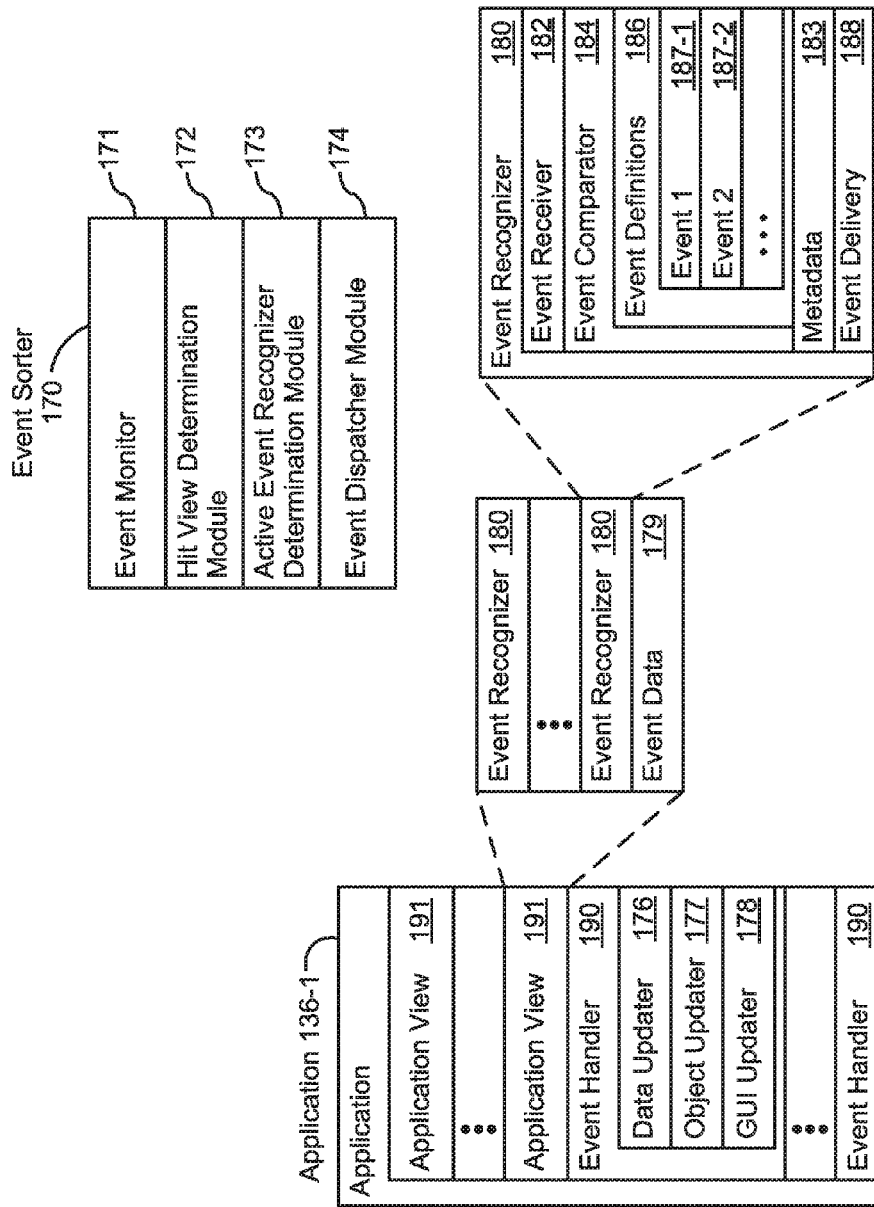 Event Sorter
170
Event Monitor
171
Hit View Determination
Module
172
Active Event Recognizer
Determination Module
173
Event Dispatcher Module
174
Application 136-1
Application
Application View 191
Application View 191
Event Handler 190
Data Updater 176
Object Updater 177
GUI Updater 178
Event Handler 190
Event Recognizer 180
Event Recognizer 180
Event Data 179
Event Recognizer 180
Event Receiver 182
Event Comparator 184
Event Definitions 186
Event 1 187-1
Event 2 187-2
Metadata 183
Event Delivery 188